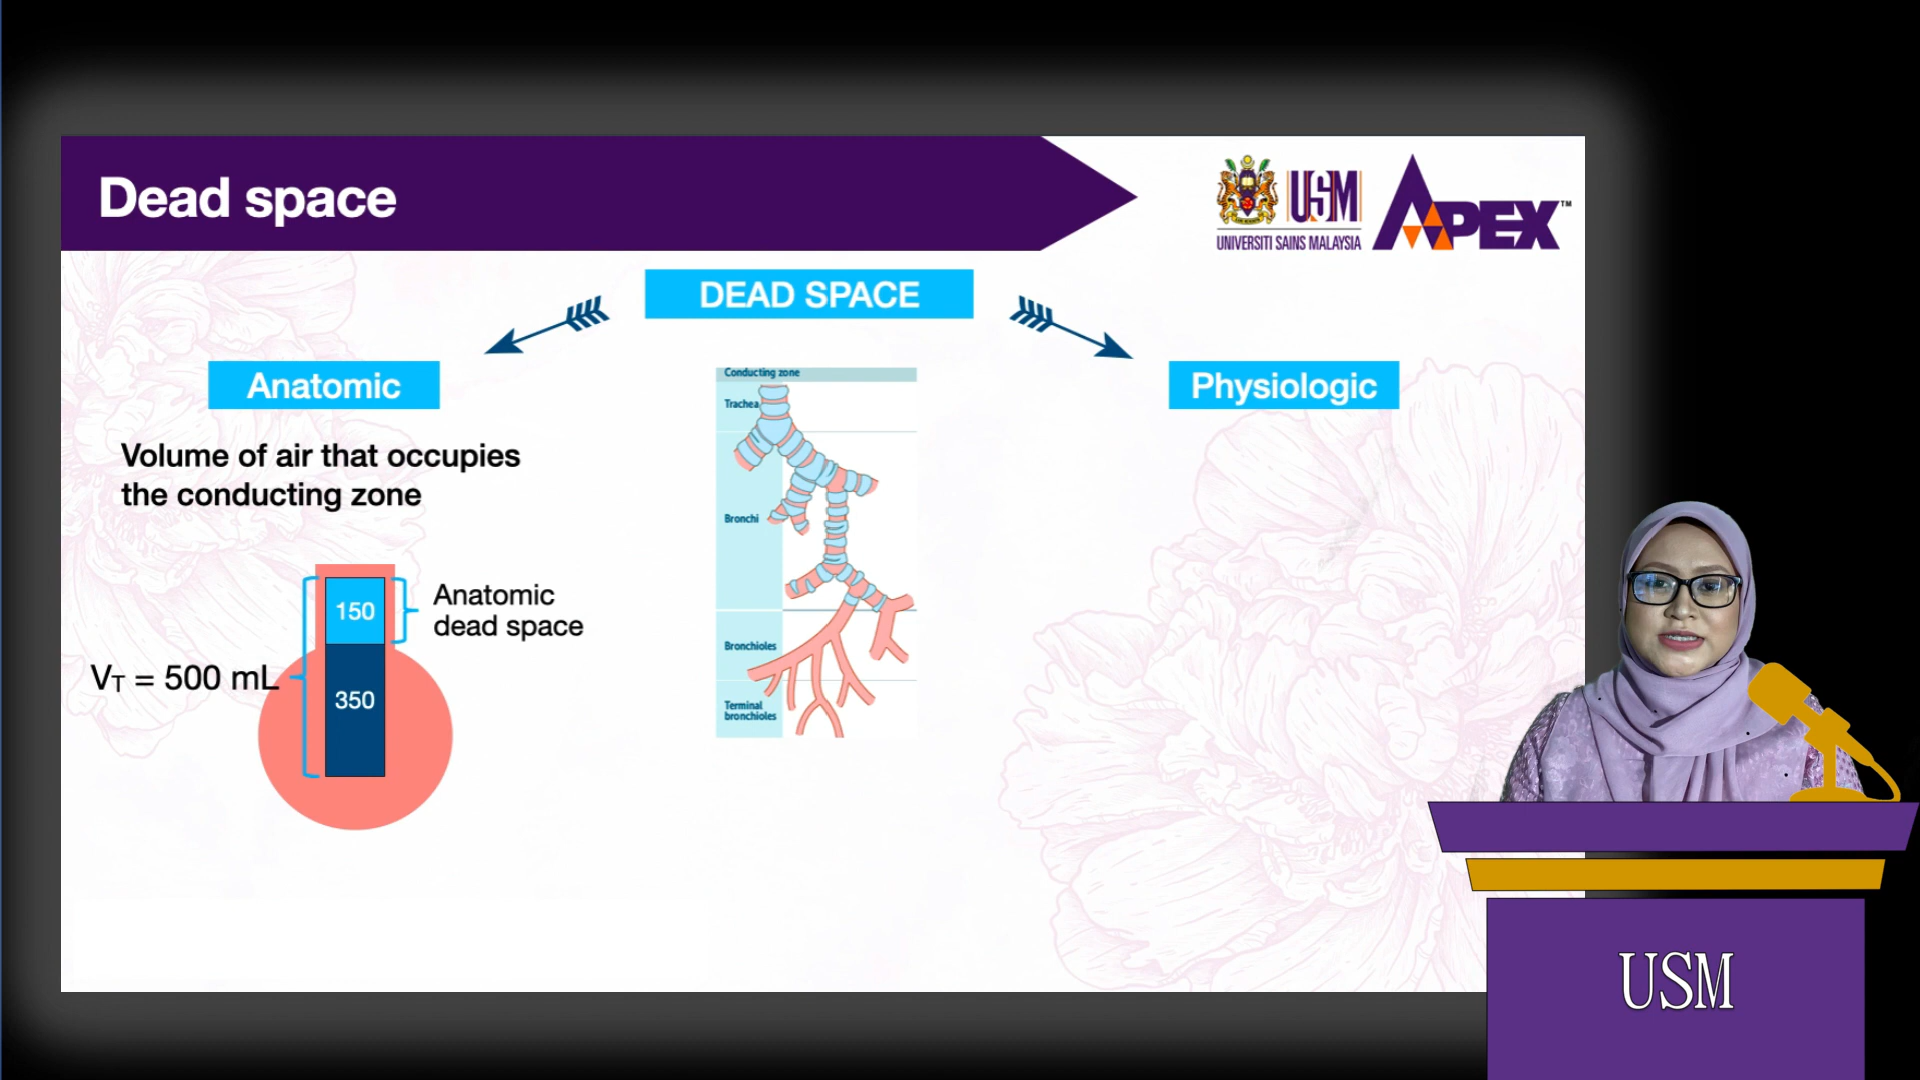 Dead space
USM
UNIVERSITI SAINS MALAYSIA
APEX™
DEAD SPACE
Anatomic
Physiologic
Volume of air that occupies
the conducting zone
150
350
Anatomic
dead space
VT = 500 mL
Conducting zone
Trachea
Bronchi
Bronchioles
Terminal
bronchioles
USM